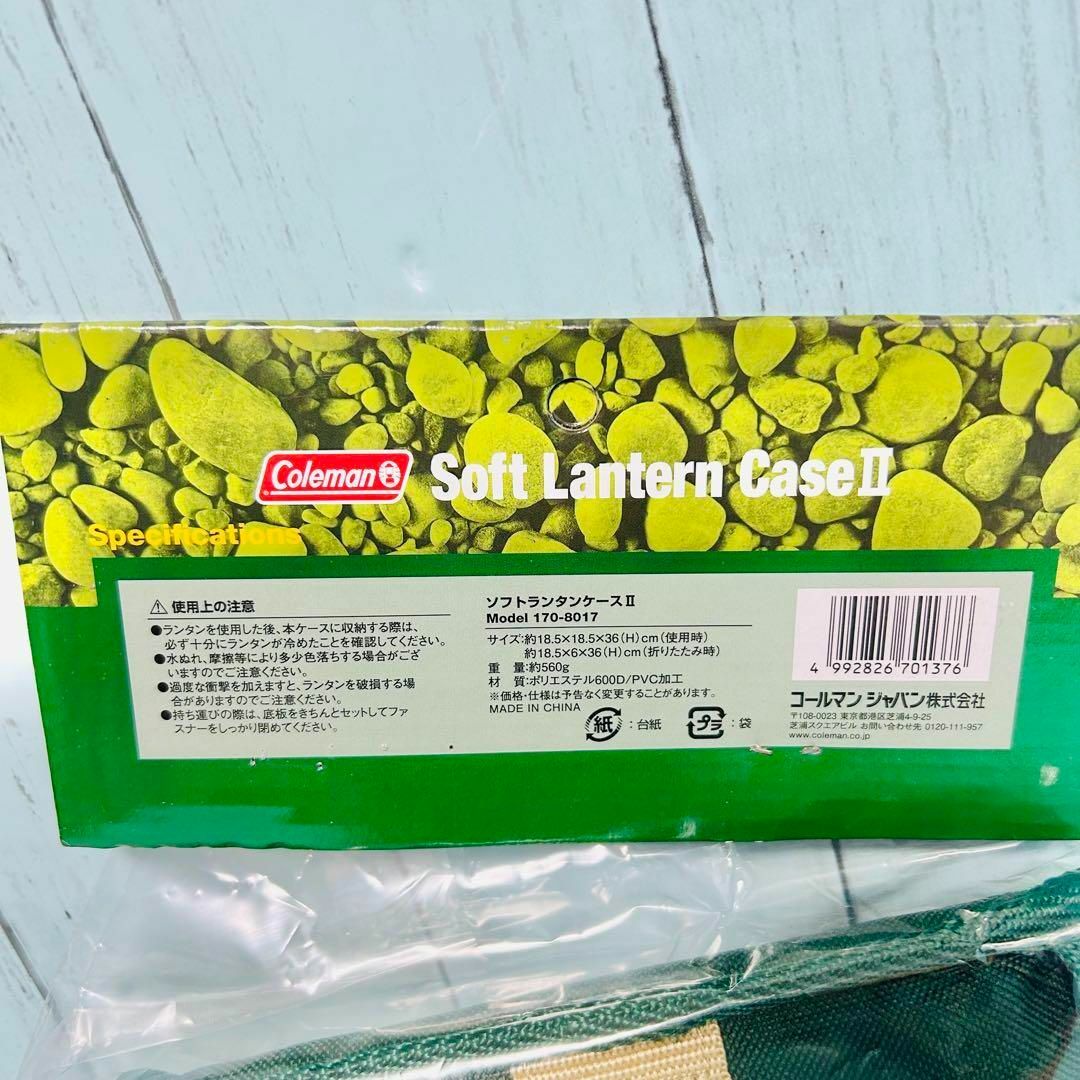 Coleman
Soft Lantern CaseⅡ
Specifications
⚠ 使用上の注意
●ランタンを使用した後、本ケースに収納する際は、
必ず十分にランタンが冷めたことを確認してください。
●水ぬれ、摩擦等により多少色落ちする場合がござ
いますのでご注意ください。
●過度な衝撃を加えますと、ランタンを破損する場
合がありますのでご注意ください。
●持ち運びの際は、底板をきちんとセットしてファ
スナーをしっかり閉めてください。
ソフトランタンケースⅡ
Model 170-8017
サイズ:約18.5×18.5×36(H)cm(使用時)
約18.5×6×36(H)cm(折りたたみ時)
重 量:約560g
材 質:ポリエステル600D/PVC加工
※価格・仕様は予告なく変更することがあります。
MADE IN CHINA
紙:台紙
プラ:袋
4 992826 701376
コールマン ジャパン株式会社
〒108-0023 東京都港区芝浦4-9-25
芝浦スクエアビル お問い合わせ先 0120-111-957
www.coleman.co.jp